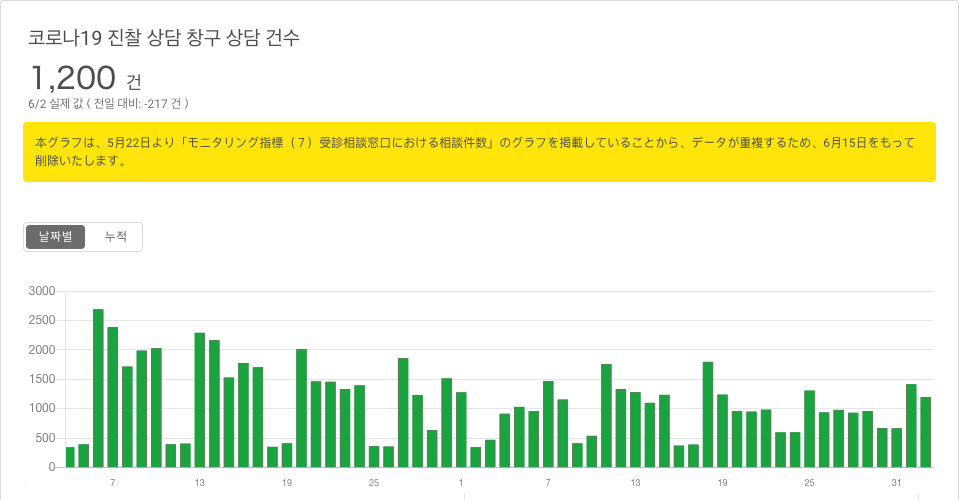 코로나19 진찰 상담 창구 상담 건수
1,200 건
6/2 실제 값 ( 전일 대비: -217 건 )
本グラフは、5月22日より「モニタリング指標（７）受診相談窓口における相談件数」のグラフを掲載していることから、データが重複するため、6月15日をもって
削除いたします。
날짜별 누적
3000
2500
2000
1500
1000
500
0
7 13 19 25 1 7 13 19 25 31